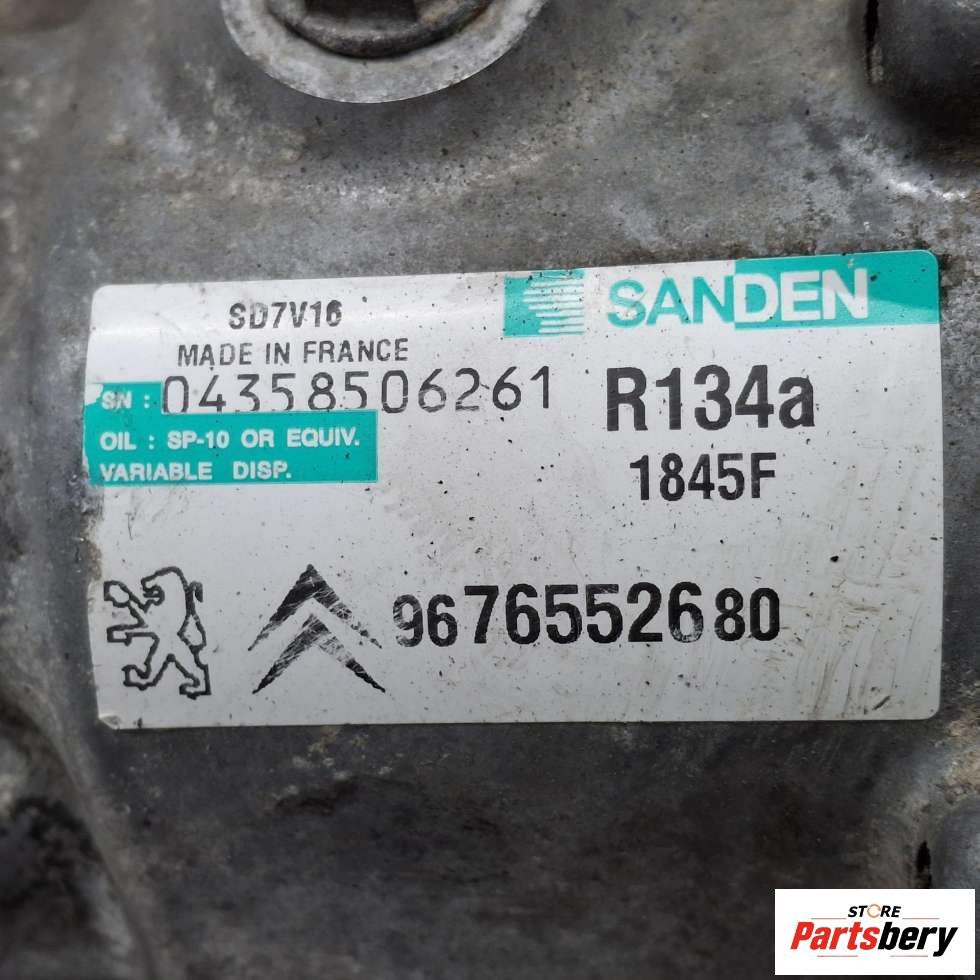 SD7V16
SANDEN
MADE IN FRANCE
SN : 04358506261
R134a
OIL : SP-10 OR EQUIV.
1845F
VARIABLE DISP.
9676552680
STORE
Partsbery